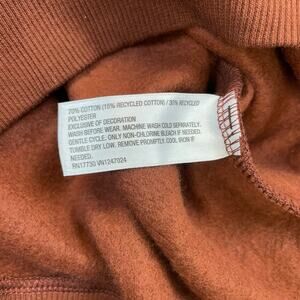 70% COTTON (15% RECYCLED COTTON) / 30% RECYCLED
POLYESTER
EXCLUSIVE OF DECORATION
WASH BEFORE WEAR. MACHINE WASH COLD SEPARATELY.
GENTLE CYCLE. ONLY NON-CHLORINE BLEACH IF NEEDED.
TUMBLE DRY LOW. REMOVE PROMPTLY. COOL IRON IF
NEEDED.
RN17730 VN1247024